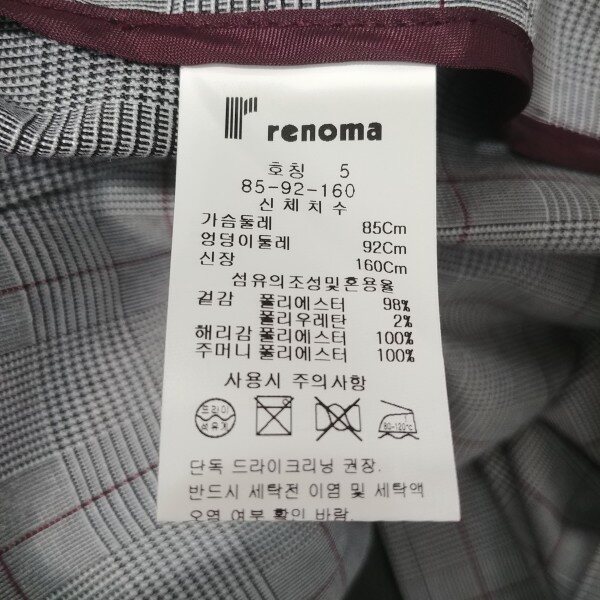 renoma
호칭 5
85-92-160
신체치수
가슴둘레 85Cm
엉덩이둘레 92Cm
신장 160Cm
섬유의조성및혼용율
겉감 폴리에스터 98%
폴리우레탄 2%
해리감 폴리에스터 100%
주머니 폴리에스터 100%
사용시 주의사항
드라이
석유계
80-120℃
단독 드라이크리닝 권장.
반드시 세탁전 이염 및 세탁액
오염 여부 확인 바람.